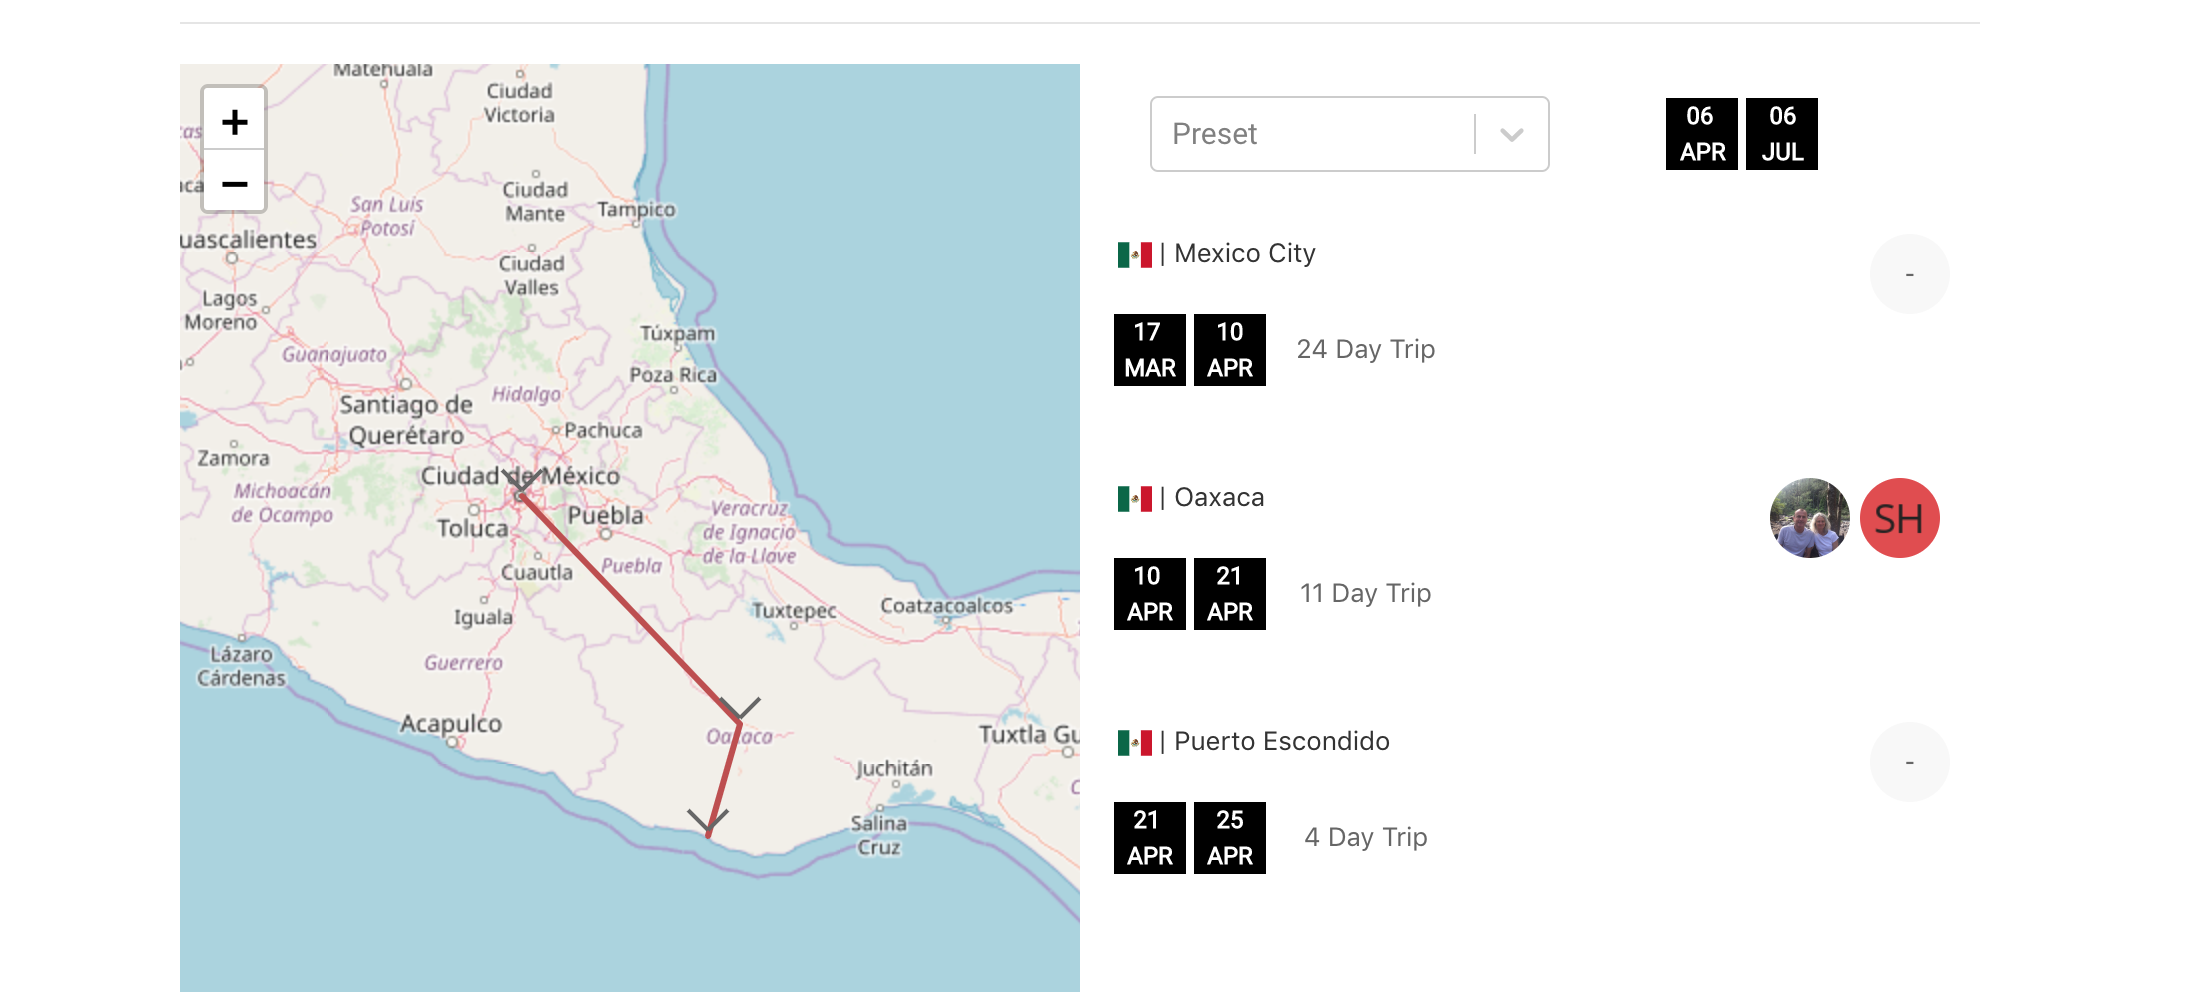 Matehuala
Ciudad
Victoria
+
−
Ciudad
Mante
Tampico
San Luis
Potosí
uascalientes
Ciudad
Valles
Lagos
Moreno
Túxpam
Guanajuato
Poza Rica
Hidalgo
Santiago de
Querétaro
Pachuca
Zamora
Ciudad de México
Michoacán
de Ocampo
Toluca
Puebla
Veracruz
de Ignacio
de la Llave
Cuautla
Puebla
Iguala
Tuxtepec
Coatzacoalcos
Lázaro
Cárdenas
Guerrero
Acapulco
Oaxaca
Tuxtla Gu
Juchitán
Salina
Cruz
Preset
06
APR
06
JUL
| Mexico City
-
17
MAR
10
APR
24 Day Trip
| Oaxaca
SH
10
APR
21
APR
11 Day Trip
| Puerto Escondido
-
21
APR
25
APR
4 Day Trip